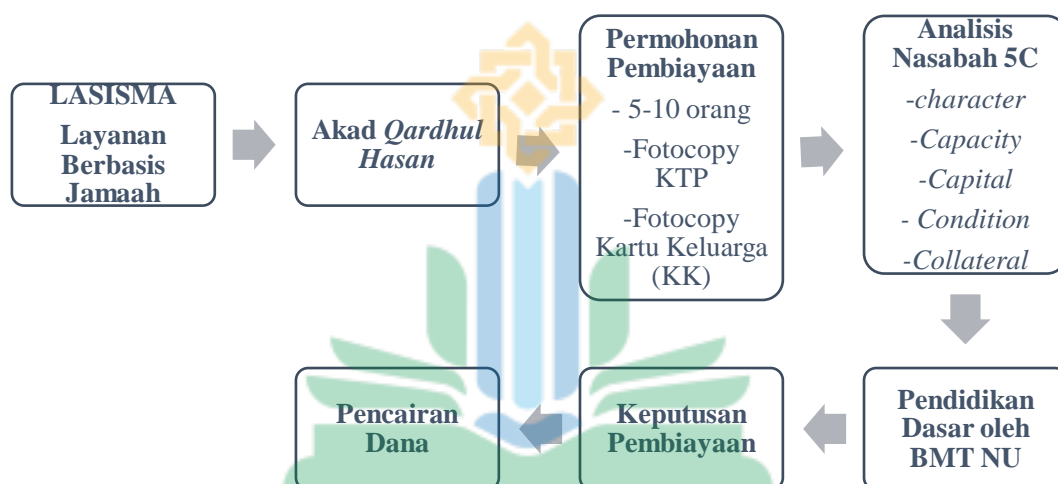 LASISMA
Layanan
Berbasis
Jamaah
Akad Qardhul
Hasan
Permohonan
Pembiayaan
- 5-10 orang
-Fotocopy
KTP
-Fotocopy
Kartu Keluarga
(KK)
Analisis
Nasabah 5C
-character
-Capacity
-Capital
- Condition
-Collateral
Pendidikan
Dasar oleh
BMT NU
Keputusan
Pembiayaan
Pencairan
Dana